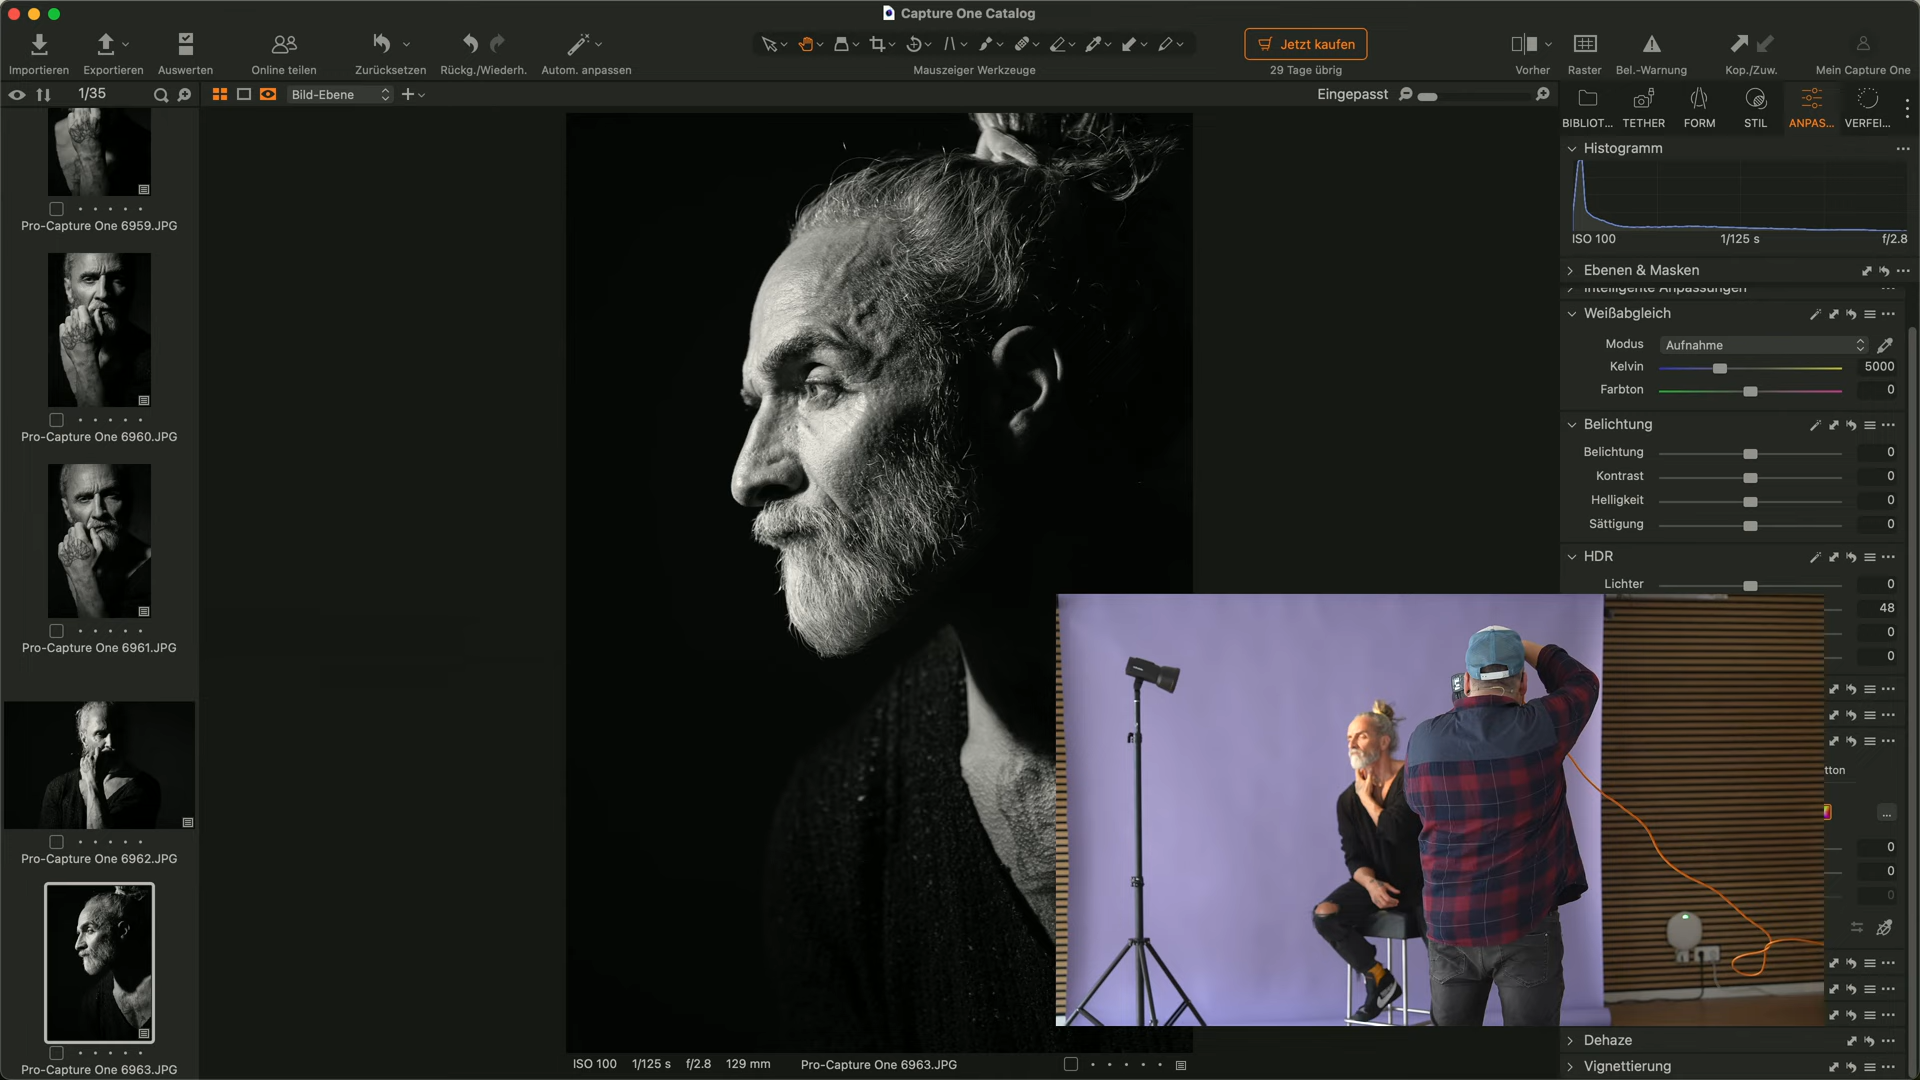 Capture One Catalog
Importieren
Exportieren
Auswerten
Online teilen
Zurücksetzen
Rückg./Wiederh.
Autom. anpassen
Mauszeiger Werkzeuge
Jetzt kaufen
29 Tage übrig
Vorher
Raster
Bel.-Warnung
Kop./Zuw.
Mein Capture One
1/35
Bild-Ebene
Eingepasst
BIBLIOT...
TETHER
FORM
STIL
ANPAS...
VERFEI...
Pro-Capture One 6959.JPG
Pro-Capture One 6960.JPG
Pro-Capture One 6961.JPG
Pro-Capture One 6962.JPG
Pro-Capture One 6963.JPG
ISO 100 1/125 s f/2.8 129 mm Pro-Capture One 6963.JPG
Histogramm
ISO 100 1/125 s f/2.8
Ebenen & Masken
Intelligente Anpassungen
Weißabgleich
Modus Aufnahme
Kelvin 5000
Farbton 0
Belichtung
Belichtung 0
Kontrast 0
Helligkeit 0
Sättigung 0
HDR
Lichter 0
48
0
0
tton
...
0
0
0
Dehaze
Vignettierung